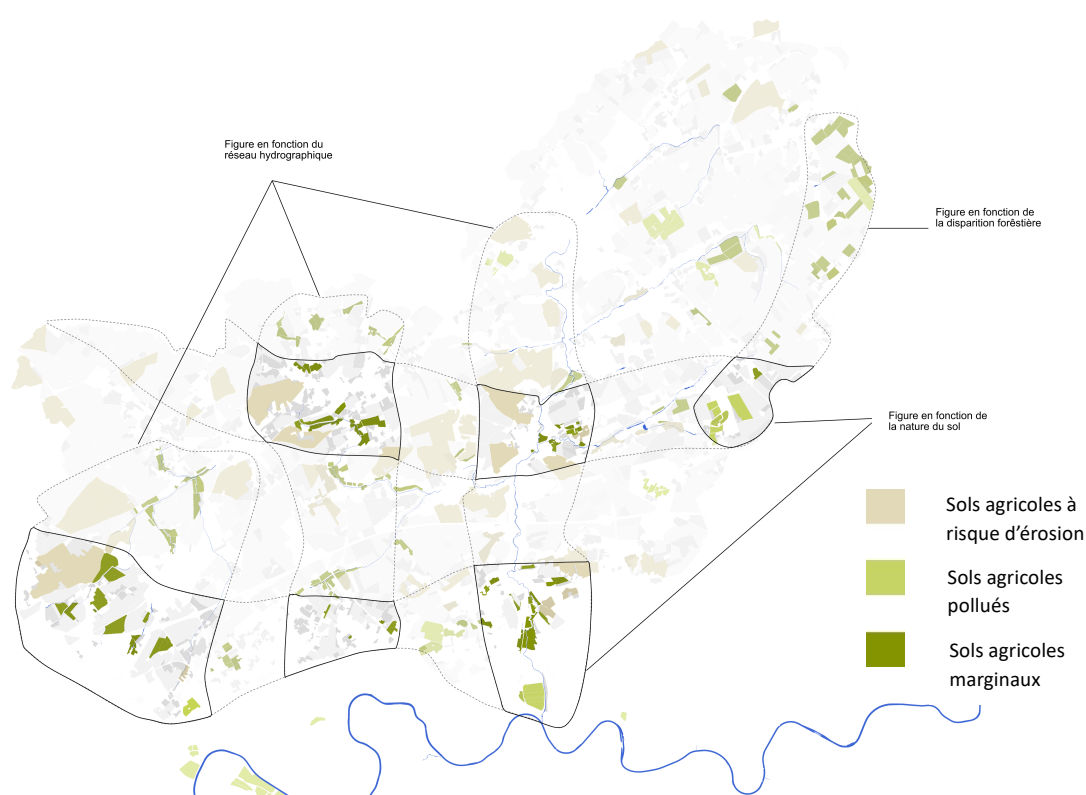 Figure en fonction du
réseau hydrographique
Figure en fonction de
la disparition forêstière
Figure en fonction de
la nature du sol
Sols agricoles à
risque d'érosion
Sols agricoles
pollués
Sols agricoles
marginaux